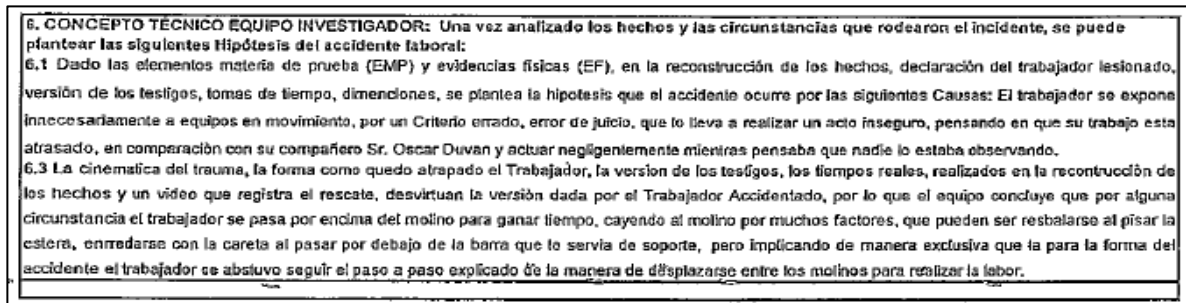 6. CONCEPTO TÉCNICO EQUIPO INVESTIGADOR: Una vez analizado los hechos y las circunstancias que rodearon el incidente, se puede
plantear las siguientes Hipótesis del accidente laboral:
6.1 Dado las elementos materia de prueba (EMP) y evidencias físicas (EF), en la reconstrucción de los hechos, declaración del trabajador lesionado,
versión de los testigos, tomas de tiempo, dimenciones, se plantea la hipotesis que el accidente ocurre por las siguientes Causas: El trabajador se expone
innecesariamente a equipos en movimiento, por un Criterio errado, error de juicio, que lo lleva a realizar un acto inseguro, pensando en que su trabajo esta
atrasado, en comparación con su compañero Sr. Oscar Duvan y actuar negligentemente mientras pensaba que nadie lo estaba observando.
6.3 La cinemática del trauma, la forma como quedo atrapado el Trabajador, la version de los testigos, los tiempos reales, realizados en la recontrucción de
los hechos y un video que registra el rescate, desvirtuan la versión dada por el Trabajador Accidentado, por lo que el equipo concluye que por alguna
circunstancia el trabajador se pasa por encima del molino para ganar tiempo, cayendo al molino por muchos factores, que pueden ser resbalarse al pisar la
estera, enrredarse con la careta al pasar por debajo de la barra que le servia de soporte, pero implicando de manera exclusiva que la para la forma del
accidente el trabajador se abstuvo seguir el paso a paso explicado de la manera de desplazarse entre los molinos para realizar la labor.